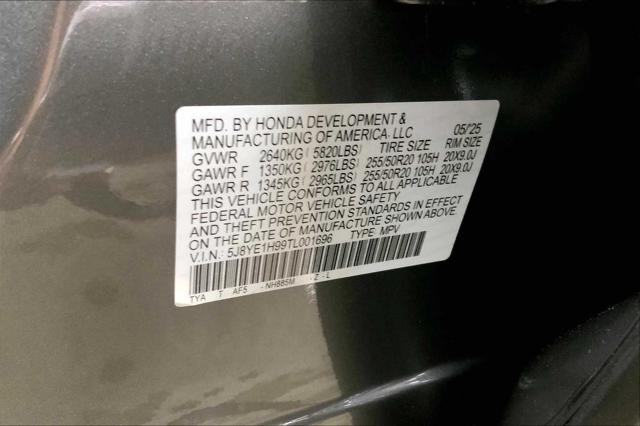 MFD. BY HONDA DEVELOPMENT &
MANUFACTURING OF AMERICA, LLC 05/'25
GVWR 2640KG ( 5820LBS) TIRE SIZE RIM SIZE
GAWR F 1350KG ( 2976LBS) 255/50R20 105H 20X9.0J
GAWR R 1345KG ( 2965LBS) 255/50R20 105H 20X9.0J
THIS VEHICLE CONFORMS TO ALL APPLICABLE
FEDERAL MOTOR VEHICLE SAFETY
AND THEFT PREVENTION STANDARDS IN EFFECT
ON THE DATE OF MANUFACTURE SHOWN ABOVE.
V.I.N.: 5J8YE1H99TL001696 TYPE: MPV
TYA T AF5 -NH885M -Z-L